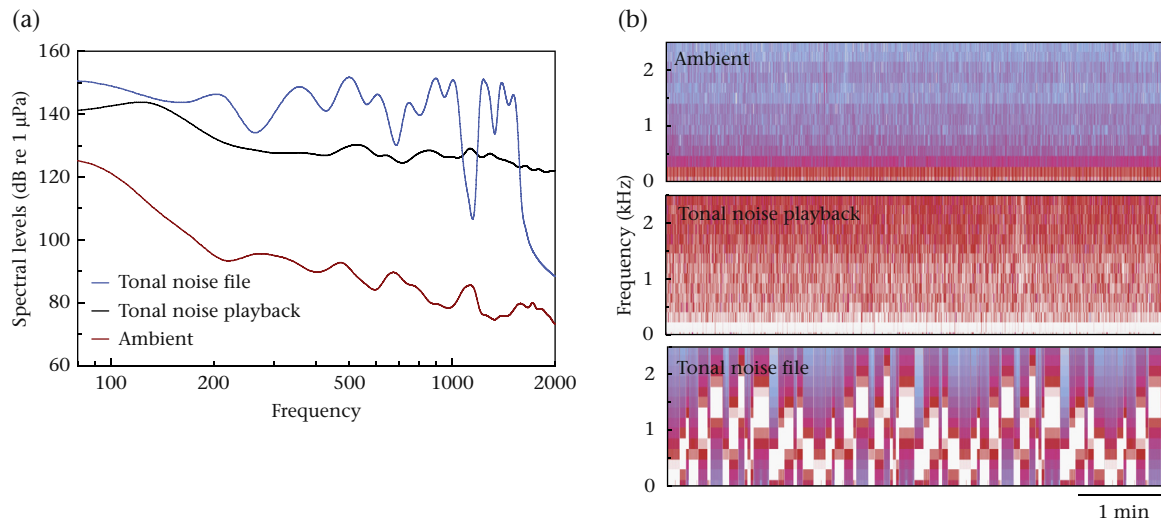 (a)
160
140
120
100
80
60
Spectral levels (dB re 1 μPa)
Tonal noise file
Tonal noise playback
Ambient
100 200 500 1000 2000
Frequency
(b)
Ambient
2
1
0
Tonal noise playback
2
1
0
Tonal noise file
2
1
0
Frequency (kHz)
1 min